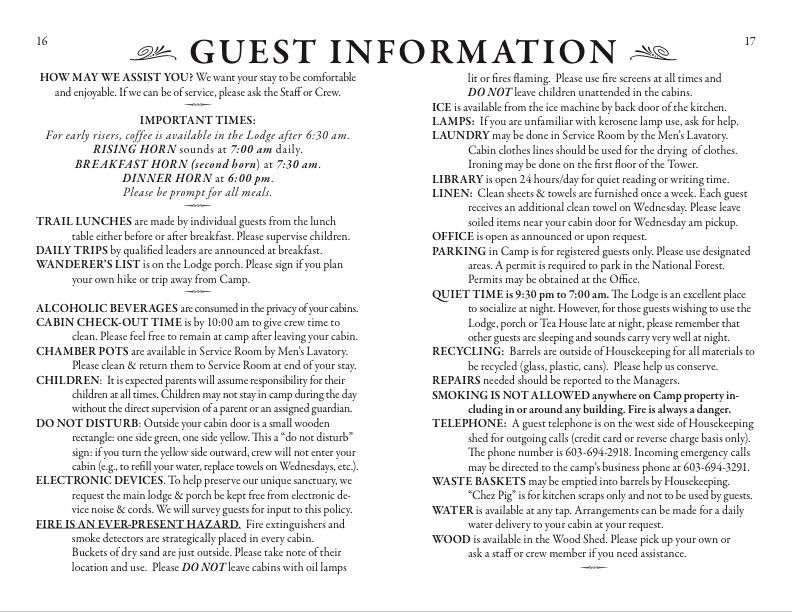 16
17
GUEST INFORMATION
HOW MAY WE ASSIST YOU? We want your stay to be comfortable
and enjoyable. If we can be of service, please ask the Staff or Crew.
IMPORTANT TIMES:
For early risers, coffee is available in the Lodge after 6:30 am.
RISING HORN sounds at 7:00 am daily.
BREAKFAST HORN (second horn) at 7:30 am.
DINNER HORN at 6:00 pm.
Please be prompt for all meals.
TRAIL LUNCHES are made by individual guests from the lunch
table either before or after breakfast. Please supervise children.
DAILY TRIPS by qualified leaders are announced at breakfast.
WANDERER'S LIST is on the Lodge porch. Please sign if you plan
your own hike or trip away from Camp.
ALCOHOLIC BEVERAGES are consumed in the privacy of your cabins.
CABIN CHECK-OUT TIME is by 10:00 am to give crew time to
clean. Please feel free to remain at camp after leaving your cabin.
CHAMBER POTS are available in Service Room by Men's Lavatory.
Please clean & return them to Service Room at end of your stay.
CHILDREN: It is expected parents will assume responsibility for their
children at all times. Children may not stay in camp during the day
without the direct supervision of a parent or an assigned guardian.
DO NOT DISTURB: Outside your cabin door is a small wooden
rectangle: one side green, one side yellow. This a "do not disturb"
sign: if you turn the yellow side outward, crew will not enter your
cabin (e.g., to refill your water, replace towels on Wednesdays, etc.).
ELECTRONIC DEVICES. To help preserve our unique sanctuary, we
request the main lodge & porch be kept free from electronic de-
vice noise & cords. We will survey guests for input to this policy.
FIRE IS AN EVER-PRESENT HAZARD. Fire extinguishers and
smoke detectors are strategically placed in every cabin.
Buckets of dry sand are just outside. Please take note of their
location and use. Please DO NOT leave cabins with oil lamps
lit or fires flaming. Please use fire screens at all times and
DO NOT leave children unattended in the cabins.
ICE is available from the ice machine by back door of the kitchen.
LAMPS: If you are unfamiliar with kerosene lamp use, ask for help.
LAUNDRY may be done in Service Room by the Men's Lavatory.
Cabin clothes lines should be used for the drying of clothes.
Ironing may be done on the first floor of the Tower.
LIBRARY is open 24 hours/day for quiet reading or writing time.
LINEN: Clean sheets & towels are furnished once a week. Each guest
receives an additional clean towel on Wednesday. Please leave
soiled items near your cabin door for Wednesday am pickup.
OFFICE is open as announced or upon request.
PARKING in Camp is for registered guests only. Please use designated
areas. A permit is required to park in the National Forest.
Permits may be obtained at the Office.
QUIET TIME is 9:30 pm to 7:00 am. The Lodge is an excellent place
to socialize at night. However, for those guests wishing to use the
Lodge, porch or Tea House late at night, please remember that
other guests are sleeping and sounds carry very well at night.
RECYCLING: Barrels are outside of Housekeeping for all materials to
be recycled (glass, plastic, cans). Please help us conserve.
REPAIRS needed should be reported to the Managers.
SMOKING IS NOT ALLOWED anywhere on Camp property in-
cluding in or around any building. Fire is always a danger.
TELEPHONE: A guest telephone is on the west side of Housekeeping
shed for outgoing calls (credit card or reverse charge basis only).
The phone number is 603-694-2918. Incoming emergency calls
may be directed to the camp's business phone at 603-694-3291.
WASTE BASKETS may be emptied into barrels by Housekeeping.
"Chez Pig" is for kitchen scraps only and not to be used by guests.
WATER is available at any tap. Arrangements can be made for a daily
water delivery to your cabin at your request.
WOOD is available in the Wood Shed. Please pick up your own or
ask a staff or crew member if you need assistance.